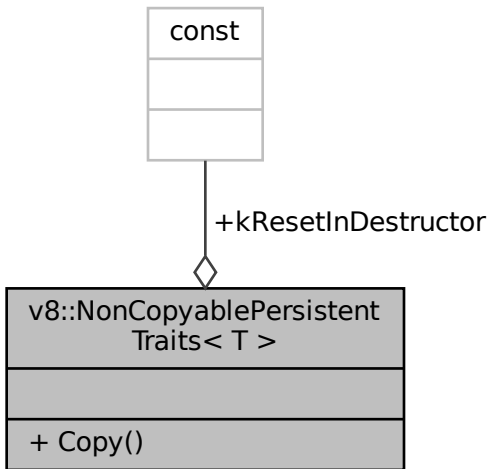 const
+kResetInDestructor
v8::NonCopyablePersistent
Traits< T >
+ Copy()